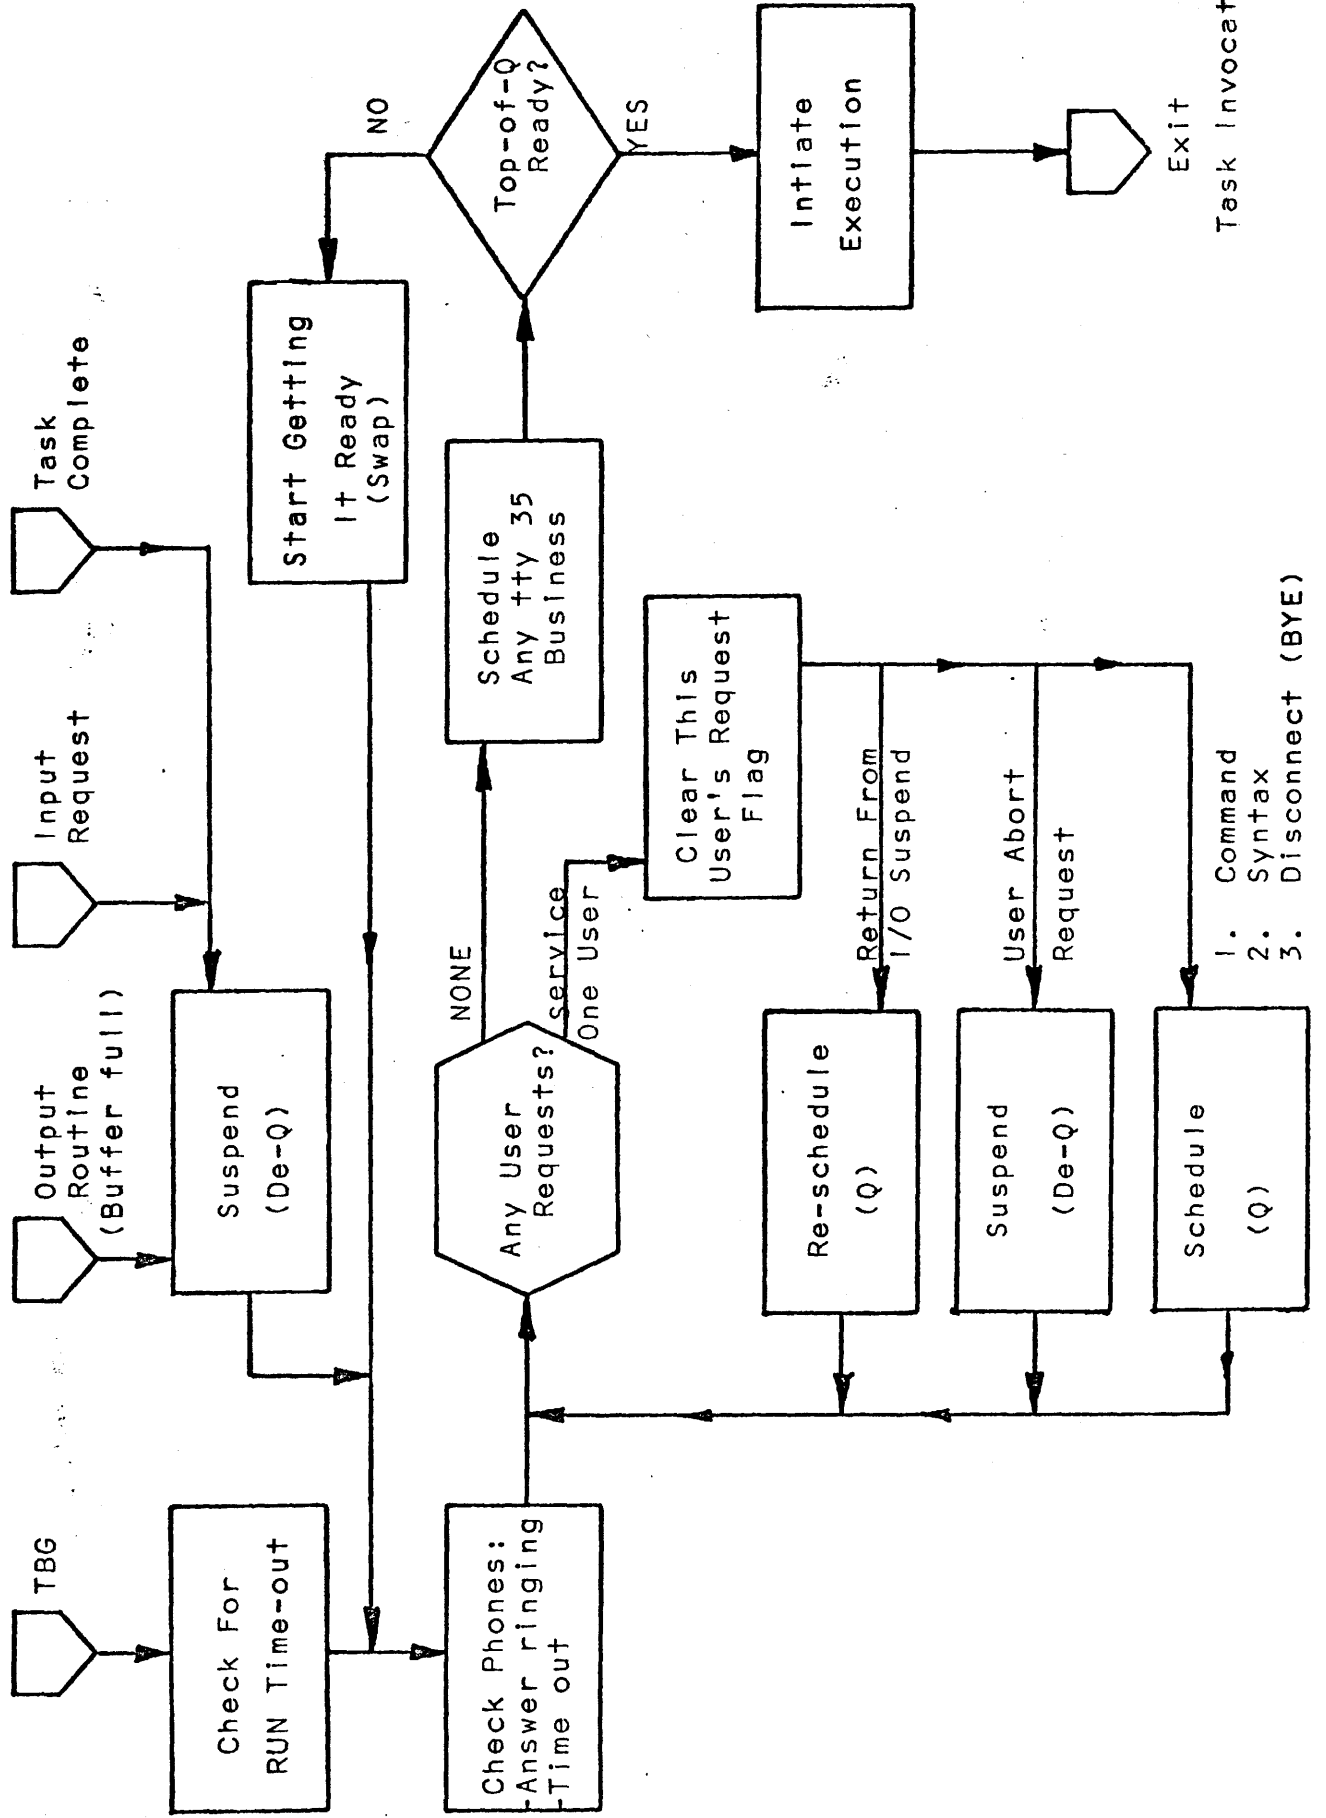 TBG
Output
Routine
(Buffer full)
Input
Request
Task
Complete
Check For
RUN Time-out
Suspend
(De-Q)
Start Getting
It Ready
(Swap)
NO
Check Phones:
-Answer ringing
-Time out
Any User
Requests?
NONE
Service
One User
Schedule
Any tty 35
Business
Top-of-Q
Ready?
YES
Clear This
User's Request
Flag
Intiate
Execution
Re-schedule
(Q)
Return From
I/O Suspend
Suspend
(De-Q)
User Abort
Request
Schedule
(Q)
1. Command
2. Syntax
3. Disconnect (BYE)
Exit
Task Invocat